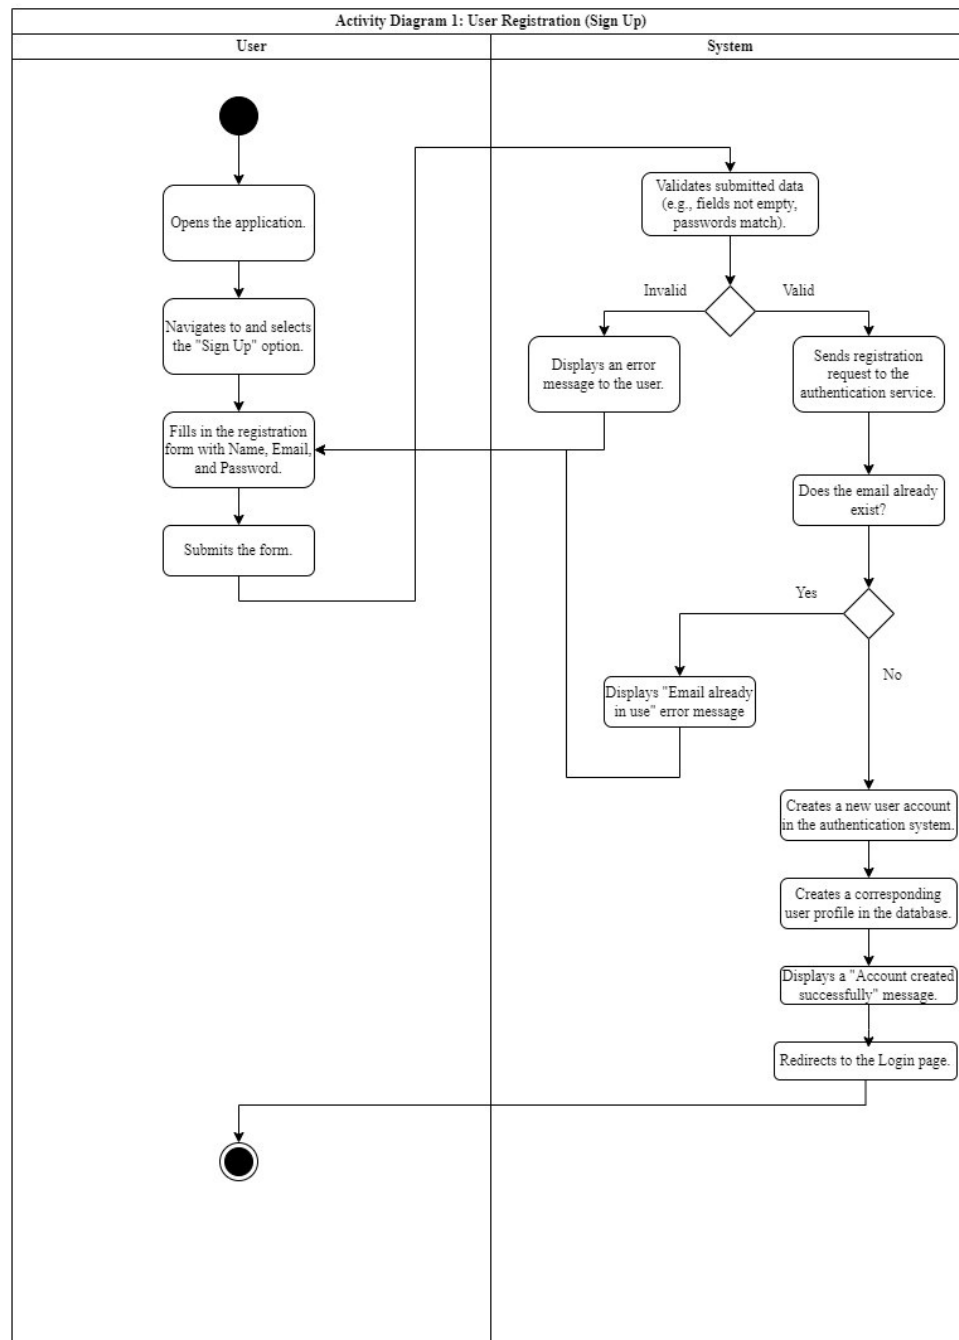 Activity Diagram 1: User Registration (Sign Up)
User
System
Opens the application.
Navigates to and selects
the "Sign Up" option.
Fills in the registration
form with Name, Email,
and Password.
Submits the form.
Validates submitted data
(e.g., fields not empty,
passwords match).
Invalid
Valid
Displays an error
message to the user.
Sends registration
request to the
authentication service.
Does the email already
exist?
Yes
No
Displays "Email already
in use" error message
Creates a new user account
in the authentication system.
Creates a corresponding
user profile in the database.
Displays a "Account created
successfully" message.
Redirects to the Login page.